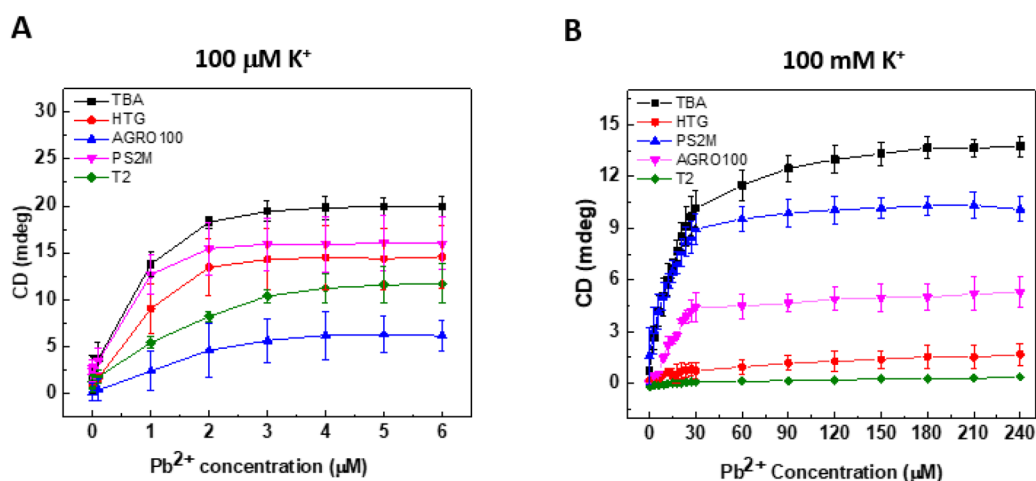 A
100 μM K⁺
TBA
HTG
AGRO100
PS2M
T2
CD (mdeg)
30
25
20
15
10
5
0
0 1 2 3 4 5 6
Pb²⁺ concentration (μM)
B
100 mM K⁺
TBA
HTG
PS2M
AGRO100
T2
CD (mdeg)
15
12
9
6
3
0
0 30 60 90 120 150 180 210 240
Pb²⁺ Concentration (μM)